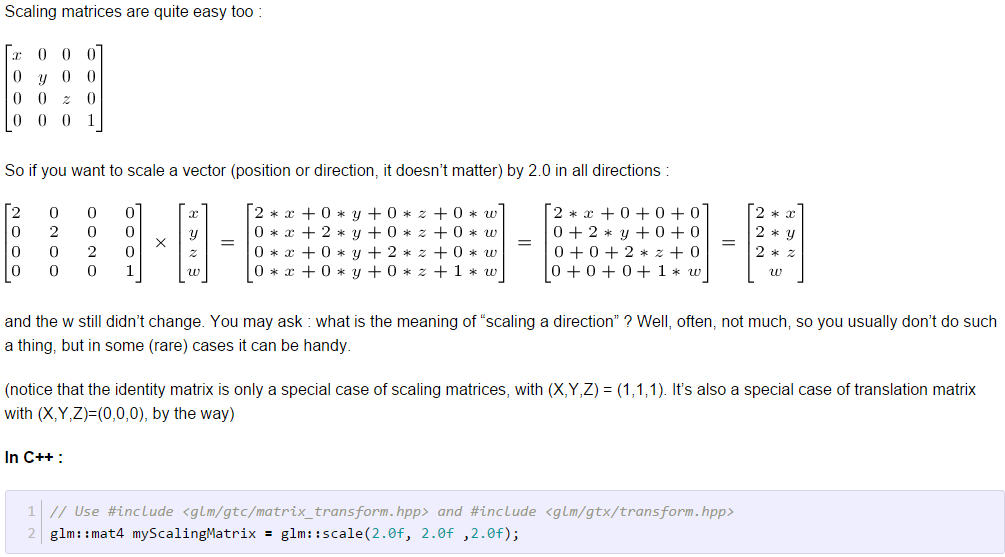 Scaling matrices are quite easy too :
x 0 0 0
0 y 0 0
0 0 z 0
0 0 0 1
So if you want to scale a vector (position or direction, it doesn’t matter) by 2.0 in all directions :
2 0 0 0 x 2 ∗ x + 0 ∗ y + 0 ∗ z + 0 ∗ w 2 ∗ x + 0 + 0 + 0 2 ∗ x
0 2 0 0 y 0 ∗ x + 2 ∗ y + 0 ∗ z + 0 ∗ w 0 + 2 ∗ y + 0 + 0 2 ∗ y
× = = =
0 0 2 0 z 0 ∗ x + 0 ∗ y + 2 ∗ z + 0 ∗ w 0 + 0 + 2 ∗ z + 0 2 ∗ z
0 0 0 1 w 0 ∗ x + 0 ∗ y + 0 ∗ z + 1 ∗ w 0 + 0 + 0 + 1 ∗ w w
and the w still didn’t change. You may ask : what is the meaning of “scaling a direction” ? Well, often, not much, so you usually don’t do such
a thing, but in some (rare) cases it can be handy.
(notice that the identity matrix is only a special case of scaling matrices, with (X,Y,Z) = (1,1,1). It’s also a special case of translation matrix
with (X,Y,Z)=(0,0,0), by the way)
In C++ :
1 // Use #include <glm/gtc/matrix_transform.hpp> and #include <glm/gtx/transform.hpp>
2 glm::mat4 myScalingMatrix = glm::scale(2.0f, 2.0f ,2.0f);